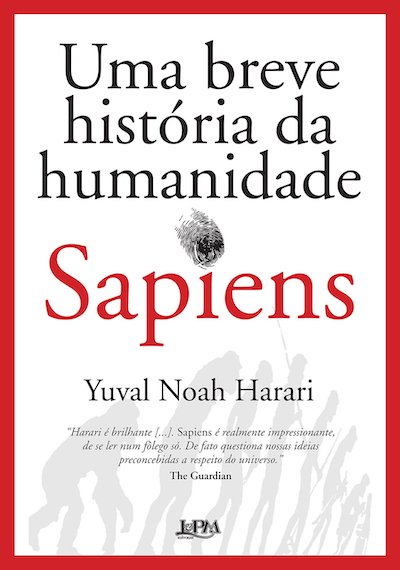 Uma breve
história da
humanidade
Sapiens
Yuval Noah Harari
"Harari é brilhante [...]. Sapiens é realmente impressionante,
de se ler num fôlego só. De fato questiona nossas ideias
preconcebidas a respeito do universo."
The Guardian
L&PM
EDITORES